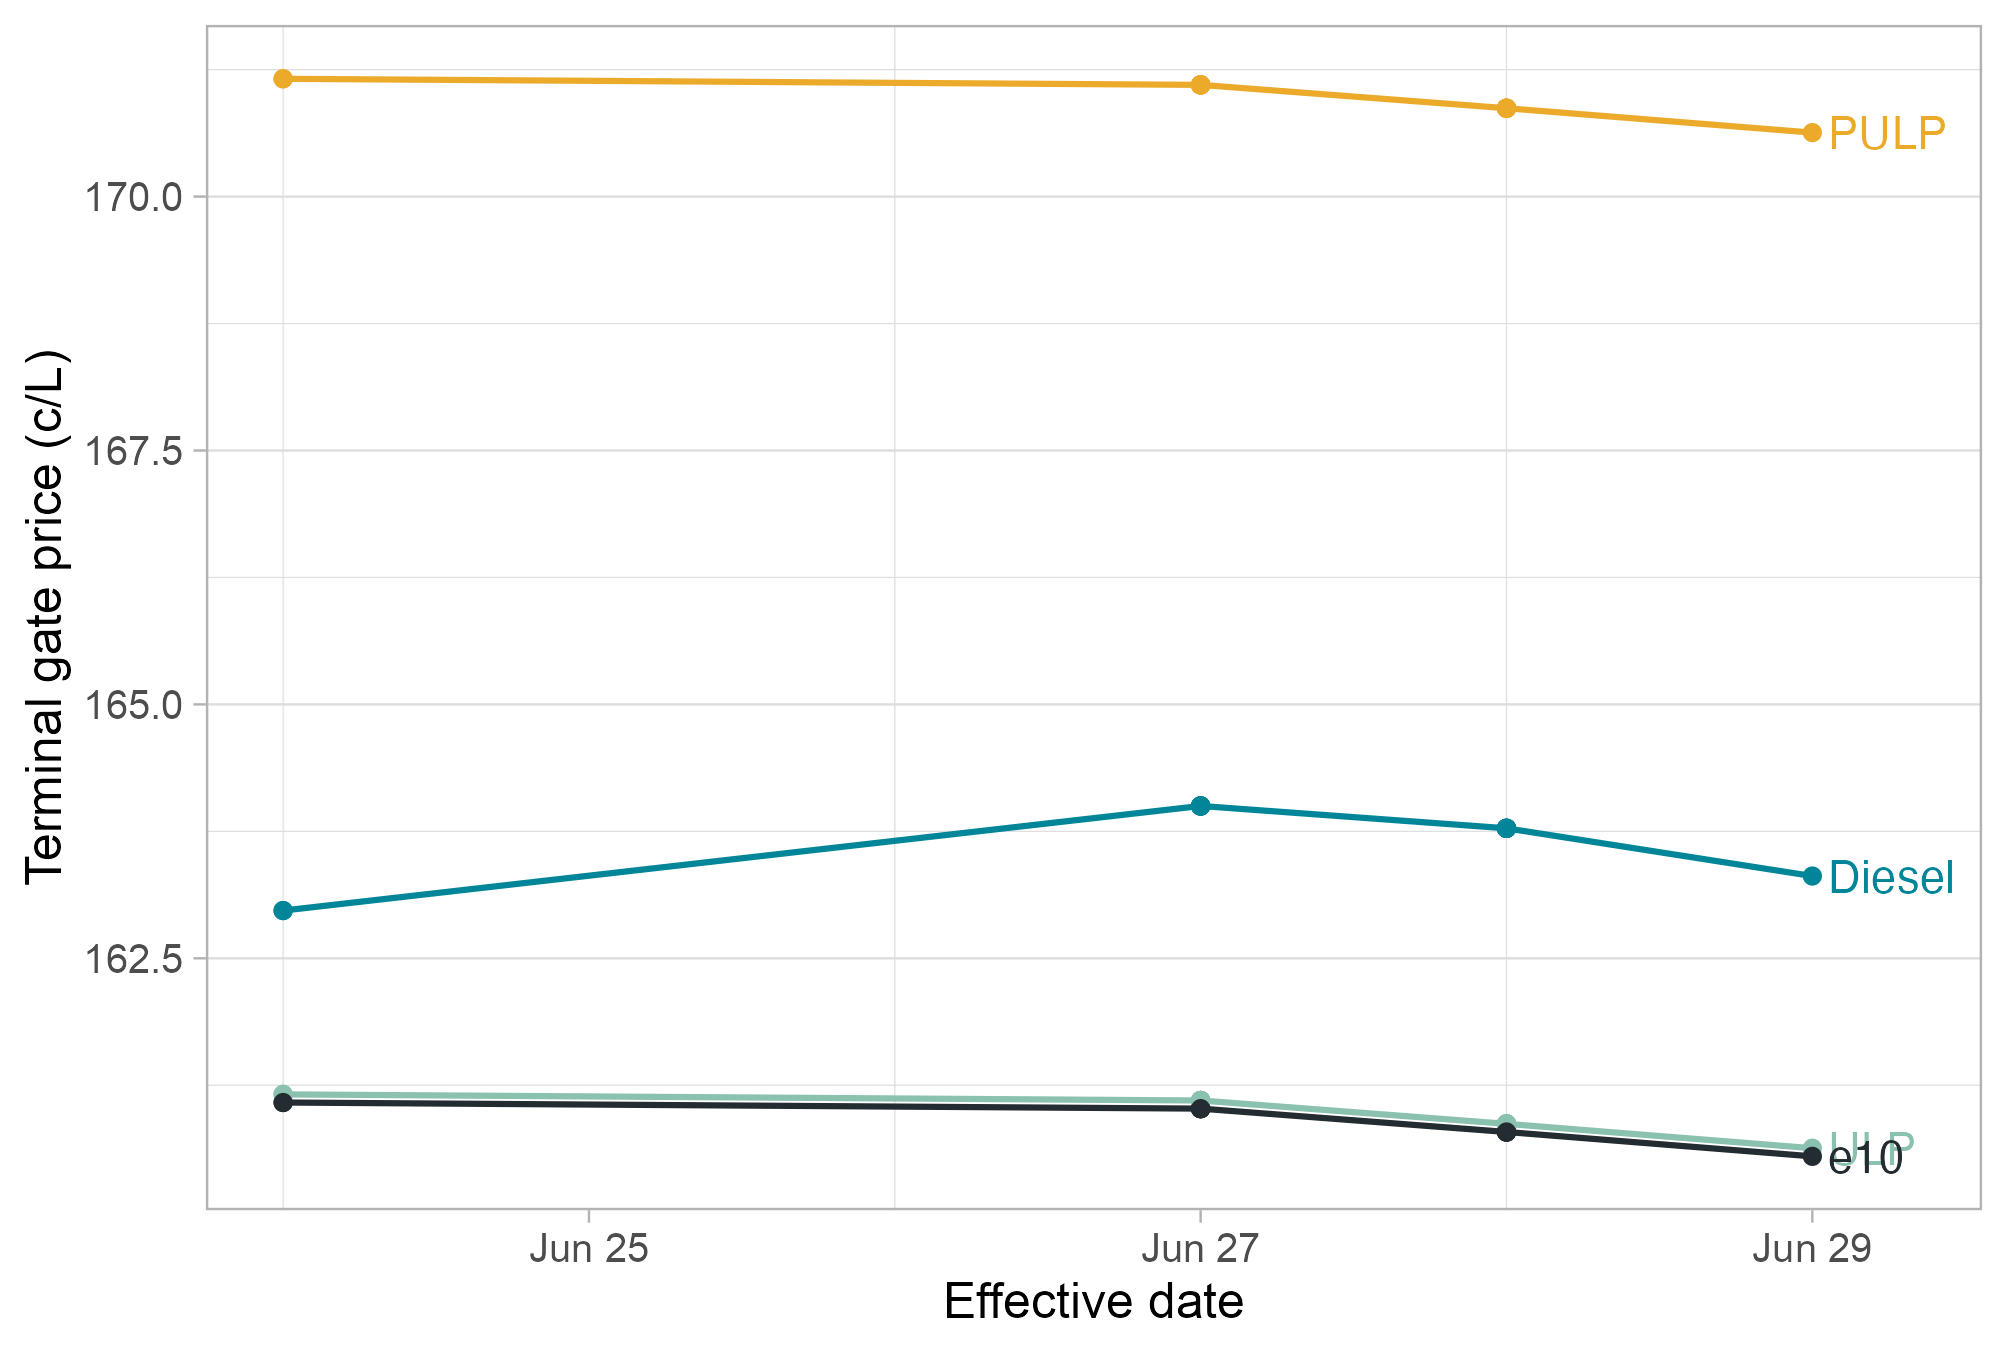 Terminal gate price (c/L)
170.0
167.5
165.0
162.5
PULP
Diesel
ULP
e10
Jun 25
Jun 27
Jun 29
Effective date